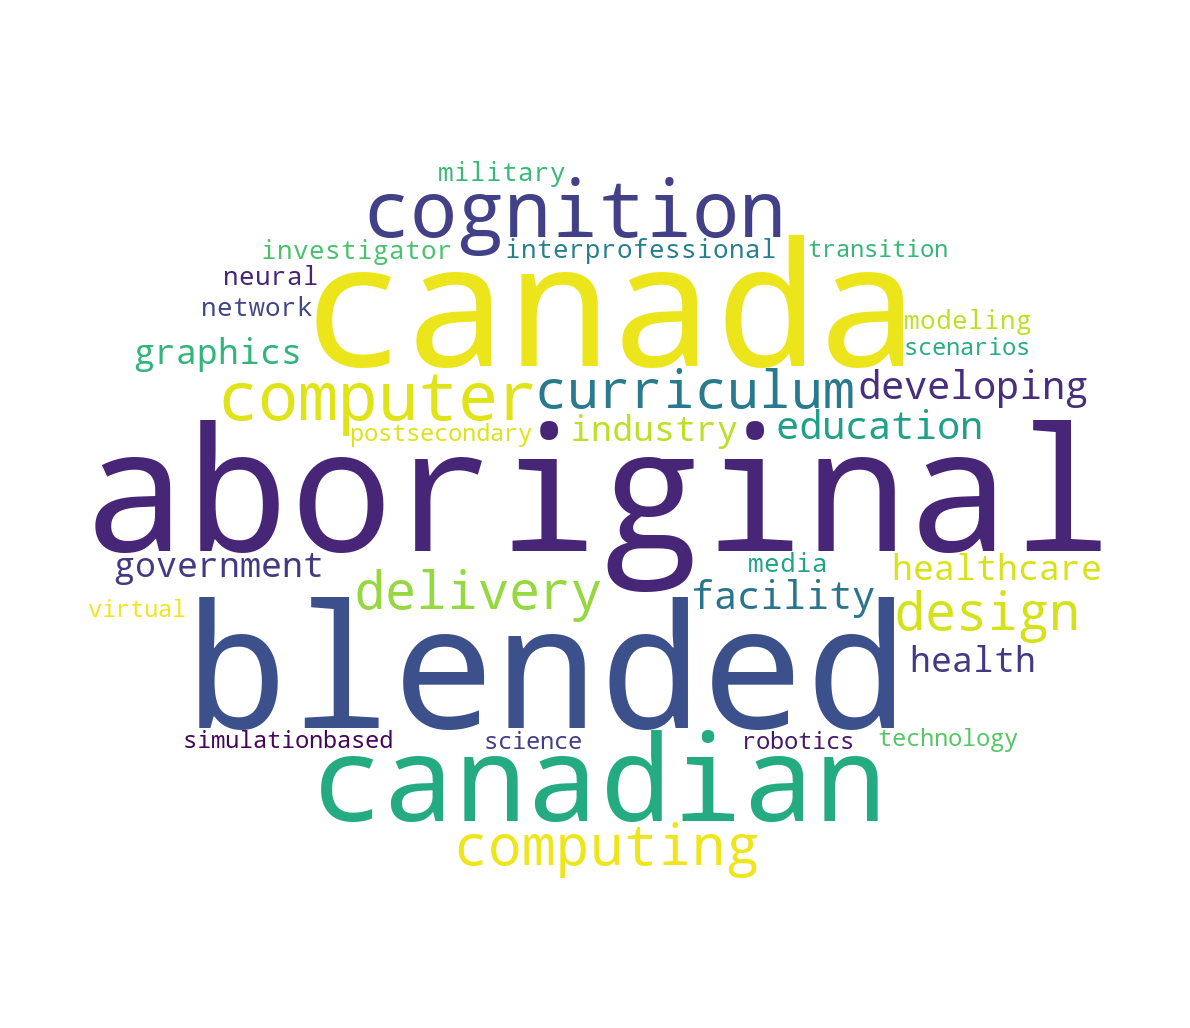 military
cognition
investigator interprofessional transition
neural
canada
network
modeling
graphics
scenarios
computer curriculum developing
postsecondary industry education
aboriginal
government media healthcare
delivery facility design
virtual
blended
health
simulationbased science robotics technology
canadian
computing